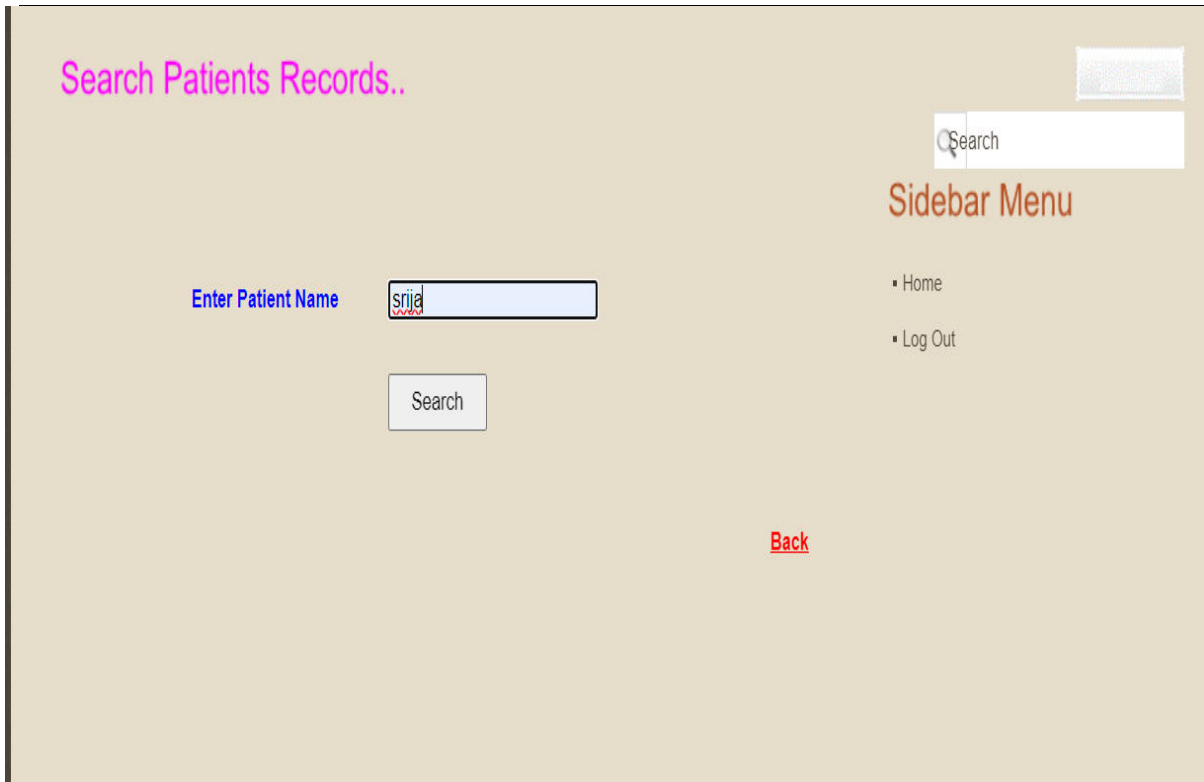 Search Patients Records..
Search
Sidebar Menu
Enter Patient Name
srija
▪ Home
▪ Log Out
Search
Back